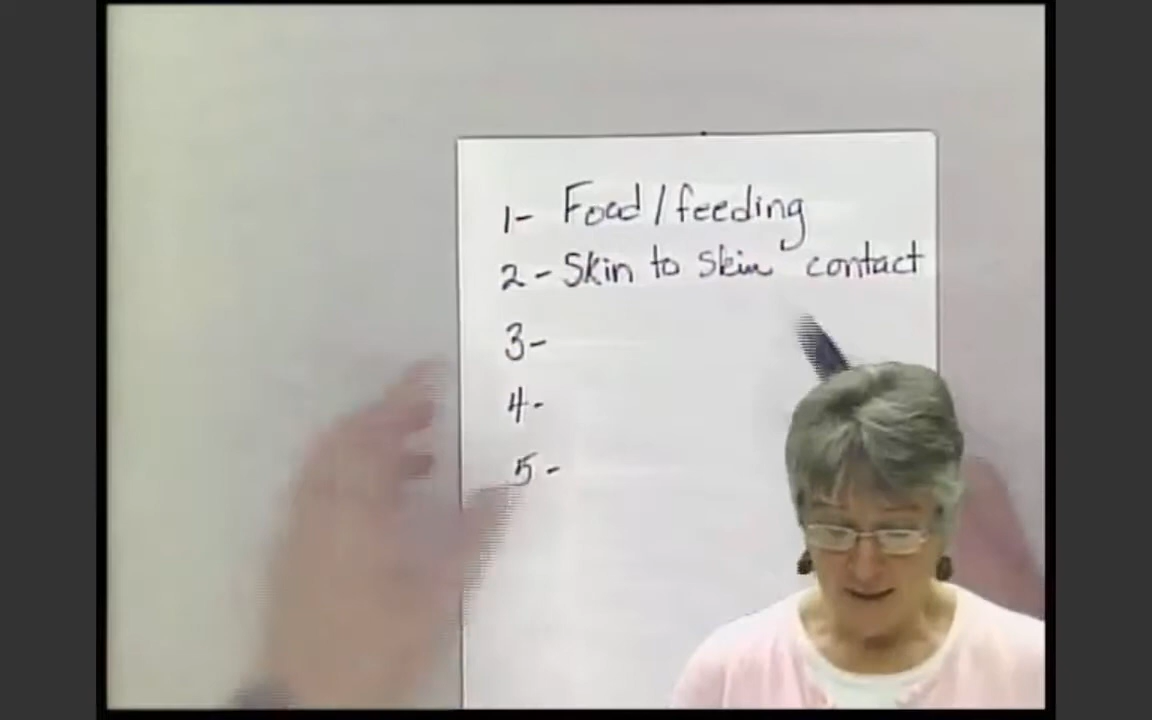 1- Food/feeding
2- Skin to skin contact
3-
4-
5-